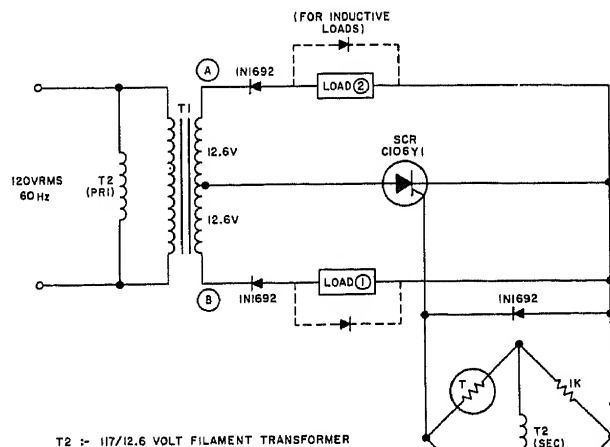 (FOR INDUCTIVE
LOADS)
A
1N1692
LOAD 2
T1
SCR
C106Y1
12.6V
120VRMS
60Hz
T2
(PRI)
12.6V
B
1N1692
LOAD 1
1N1692
T
1K
T2
(SEC)
T2 :- 117/12.6 VOLT FILAMENT TRANSFORMER